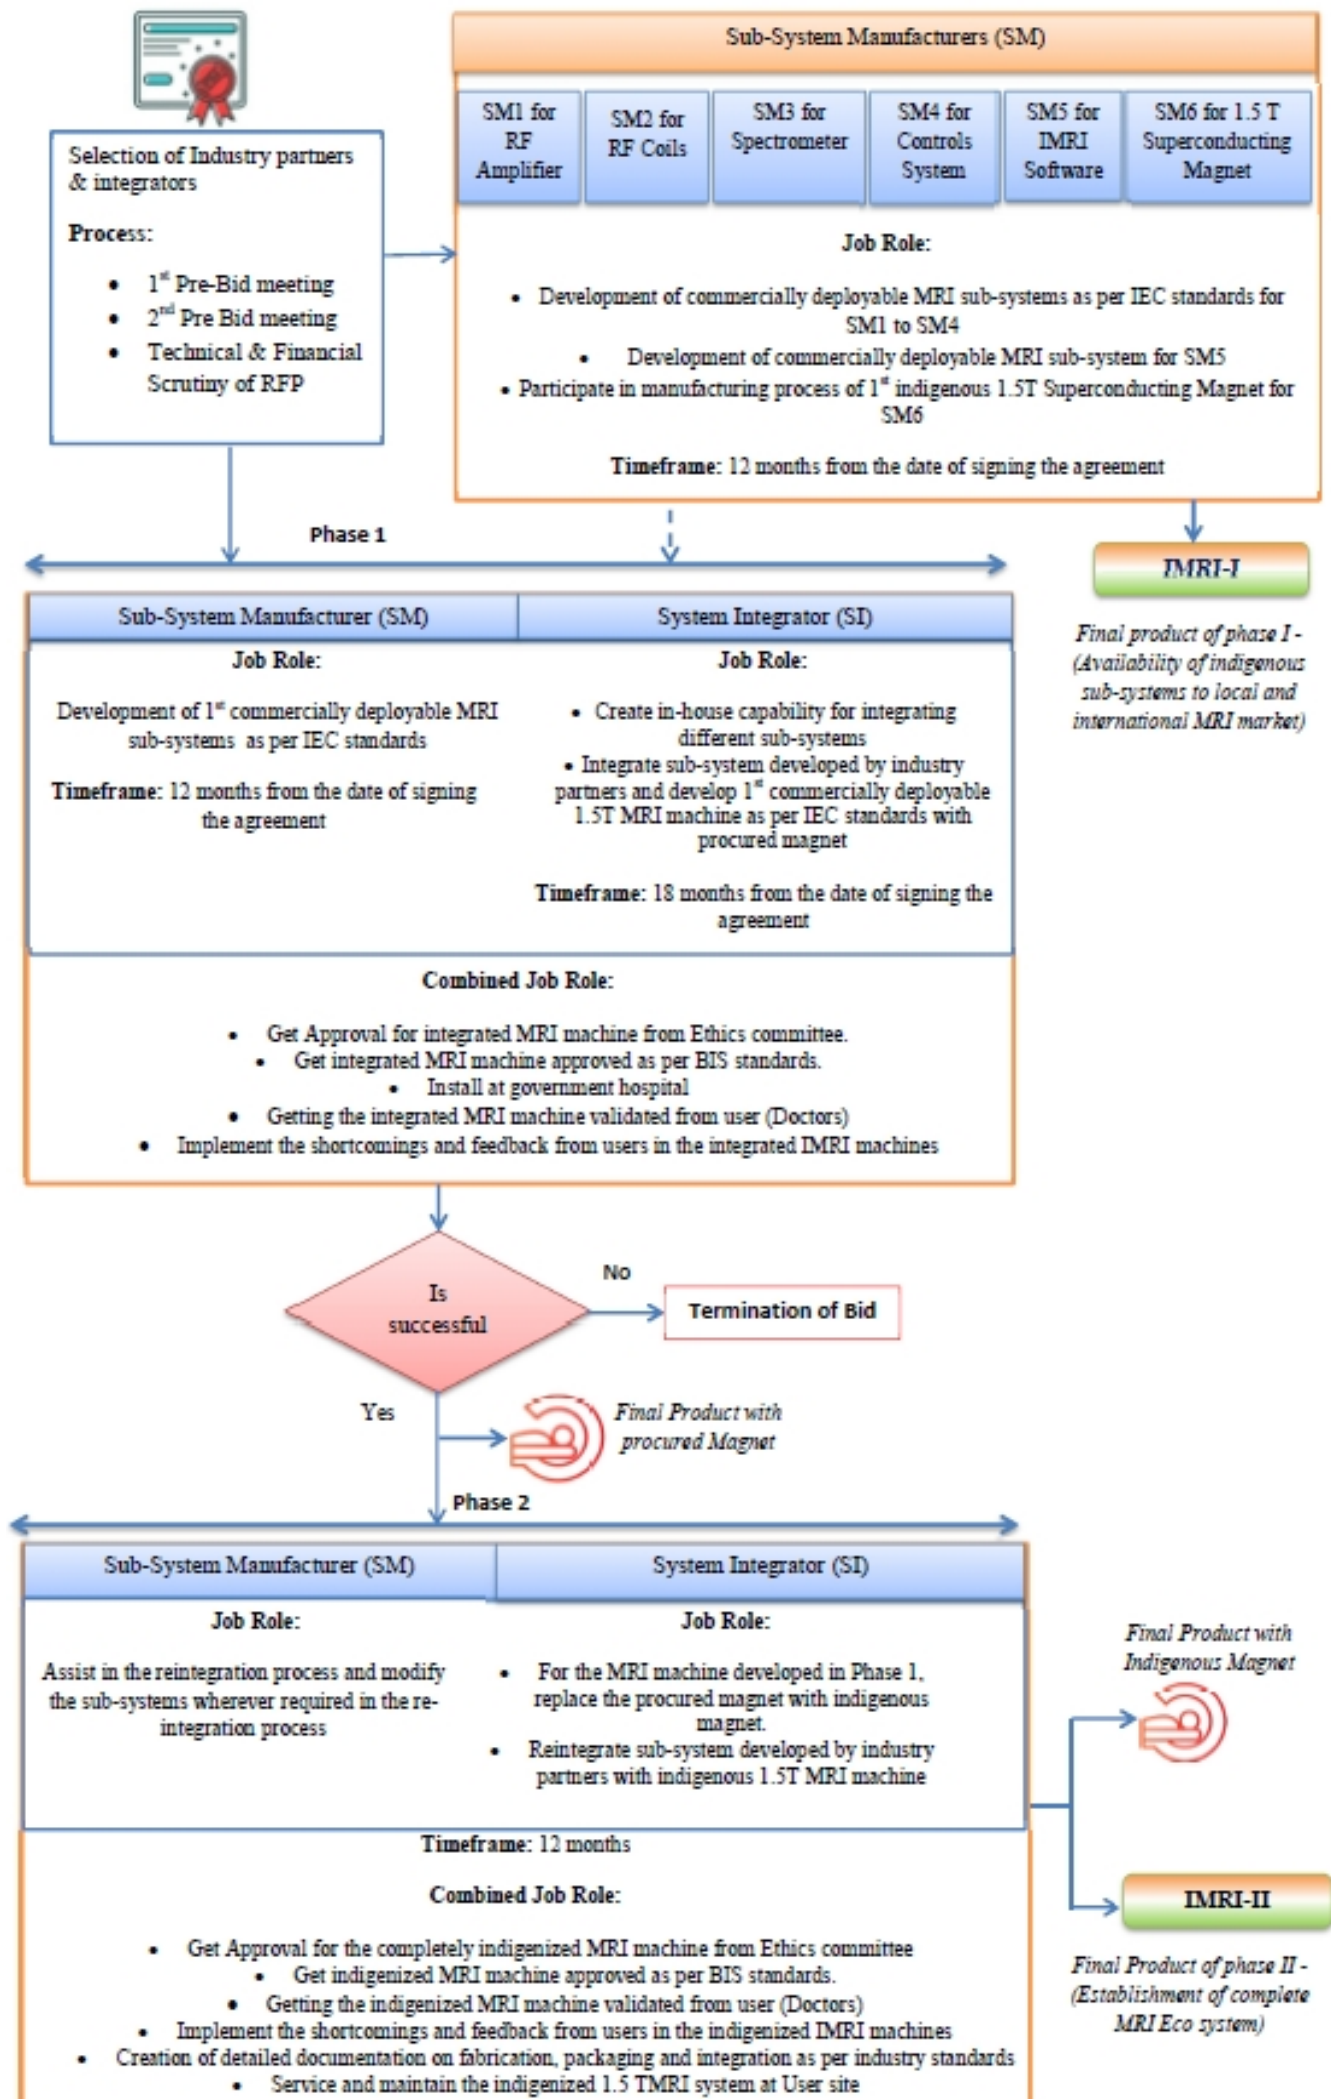 Selection of Industry partners
& integrators
Process:
• 1st Pre-Bid meeting
• 2nd Pre Bid meeting
• Technical & Financial
Scrutiny of RFP
Sub-System Manufacturers (SM)
SM1 for
RF
Amplifier
SM2 for
RF Coils
SM3 for
Spectrometer
SM4 for
Controls
System
SM5 for
IMRI
Software
SM6 for 1.5 T
Superconducting
Magnet
Job Role:
• Development of commercially deployable MRI sub-systems as per IEC standards for
SM1 to SM4
• Development of commercially deployable MRI sub-system for SM5
• Participate in manufacturing process of 1st indigenous 1.5T Superconducting Magnet for
SM6
Timeframe: 12 months from the date of signing the agreement
IMRI-I
Final product of phase I -
(Availability of indigenous
sub-systems to local and
international MRI market)
Phase 1
Sub-System Manufacturer (SM)
Job Role:
Development of 1st commercially deployable MRI
sub-systems as per IEC standards
Timeframe: 12 months from the date of signing
the agreement
System Integrator (SI)
Job Role:
• Create in-house capability for integrating
different sub-systems
• Integrate sub-system developed by industry
partners and develop 1st commercially deployable
1.5T MRI machine as per IEC standards with
procured magnet
Timeframe: 18 months from the date of signing the
agreement
Combined Job Role:
• Get Approval for integrated MRI machine from Ethics committee.
• Get integrated MRI machine approved as per BIS standards.
• Install at government hospital
• Getting the integrated MRI machine validated from user (Doctors)
• Implement the shortcomings and feedback from users in the integrated IMRI machines
Is
successful
No
Termination of Bid
Yes
Final Product with
procured Magnet
Phase 2
Sub-System Manufacturer (SM)
Job Role:
Assist in the reintegration process and modify
the sub-systems wherever required in the re-
integration process
System Integrator (SI)
Job Role:
• For the MRI machine developed in Phase 1,
replace the procured magnet with indigenous
magnet.
• Reintegrate sub-system developed by industry
partners with indigenous 1.5T MRI machine
Timeframe: 12 months
Combined Job Role:
• Get Approval for the completely indigenized MRI machine from Ethics committee
• Get indigenized MRI machine approved as per BIS standards.
• Getting the indigenized MRI machine validated from user (Doctors)
• Implement the shortcomings and feedback from users in the indigenized IMRI machines
• Creation of detailed documentation on fabrication, packaging and integration as per industry standards
• Service and maintain the indigenized 1.5 TMRI system at User site
Final Product with
Indigenous Magnet
IMRI-II
Final Product of phase II -
(Establishment of complete
MRI Eco system)